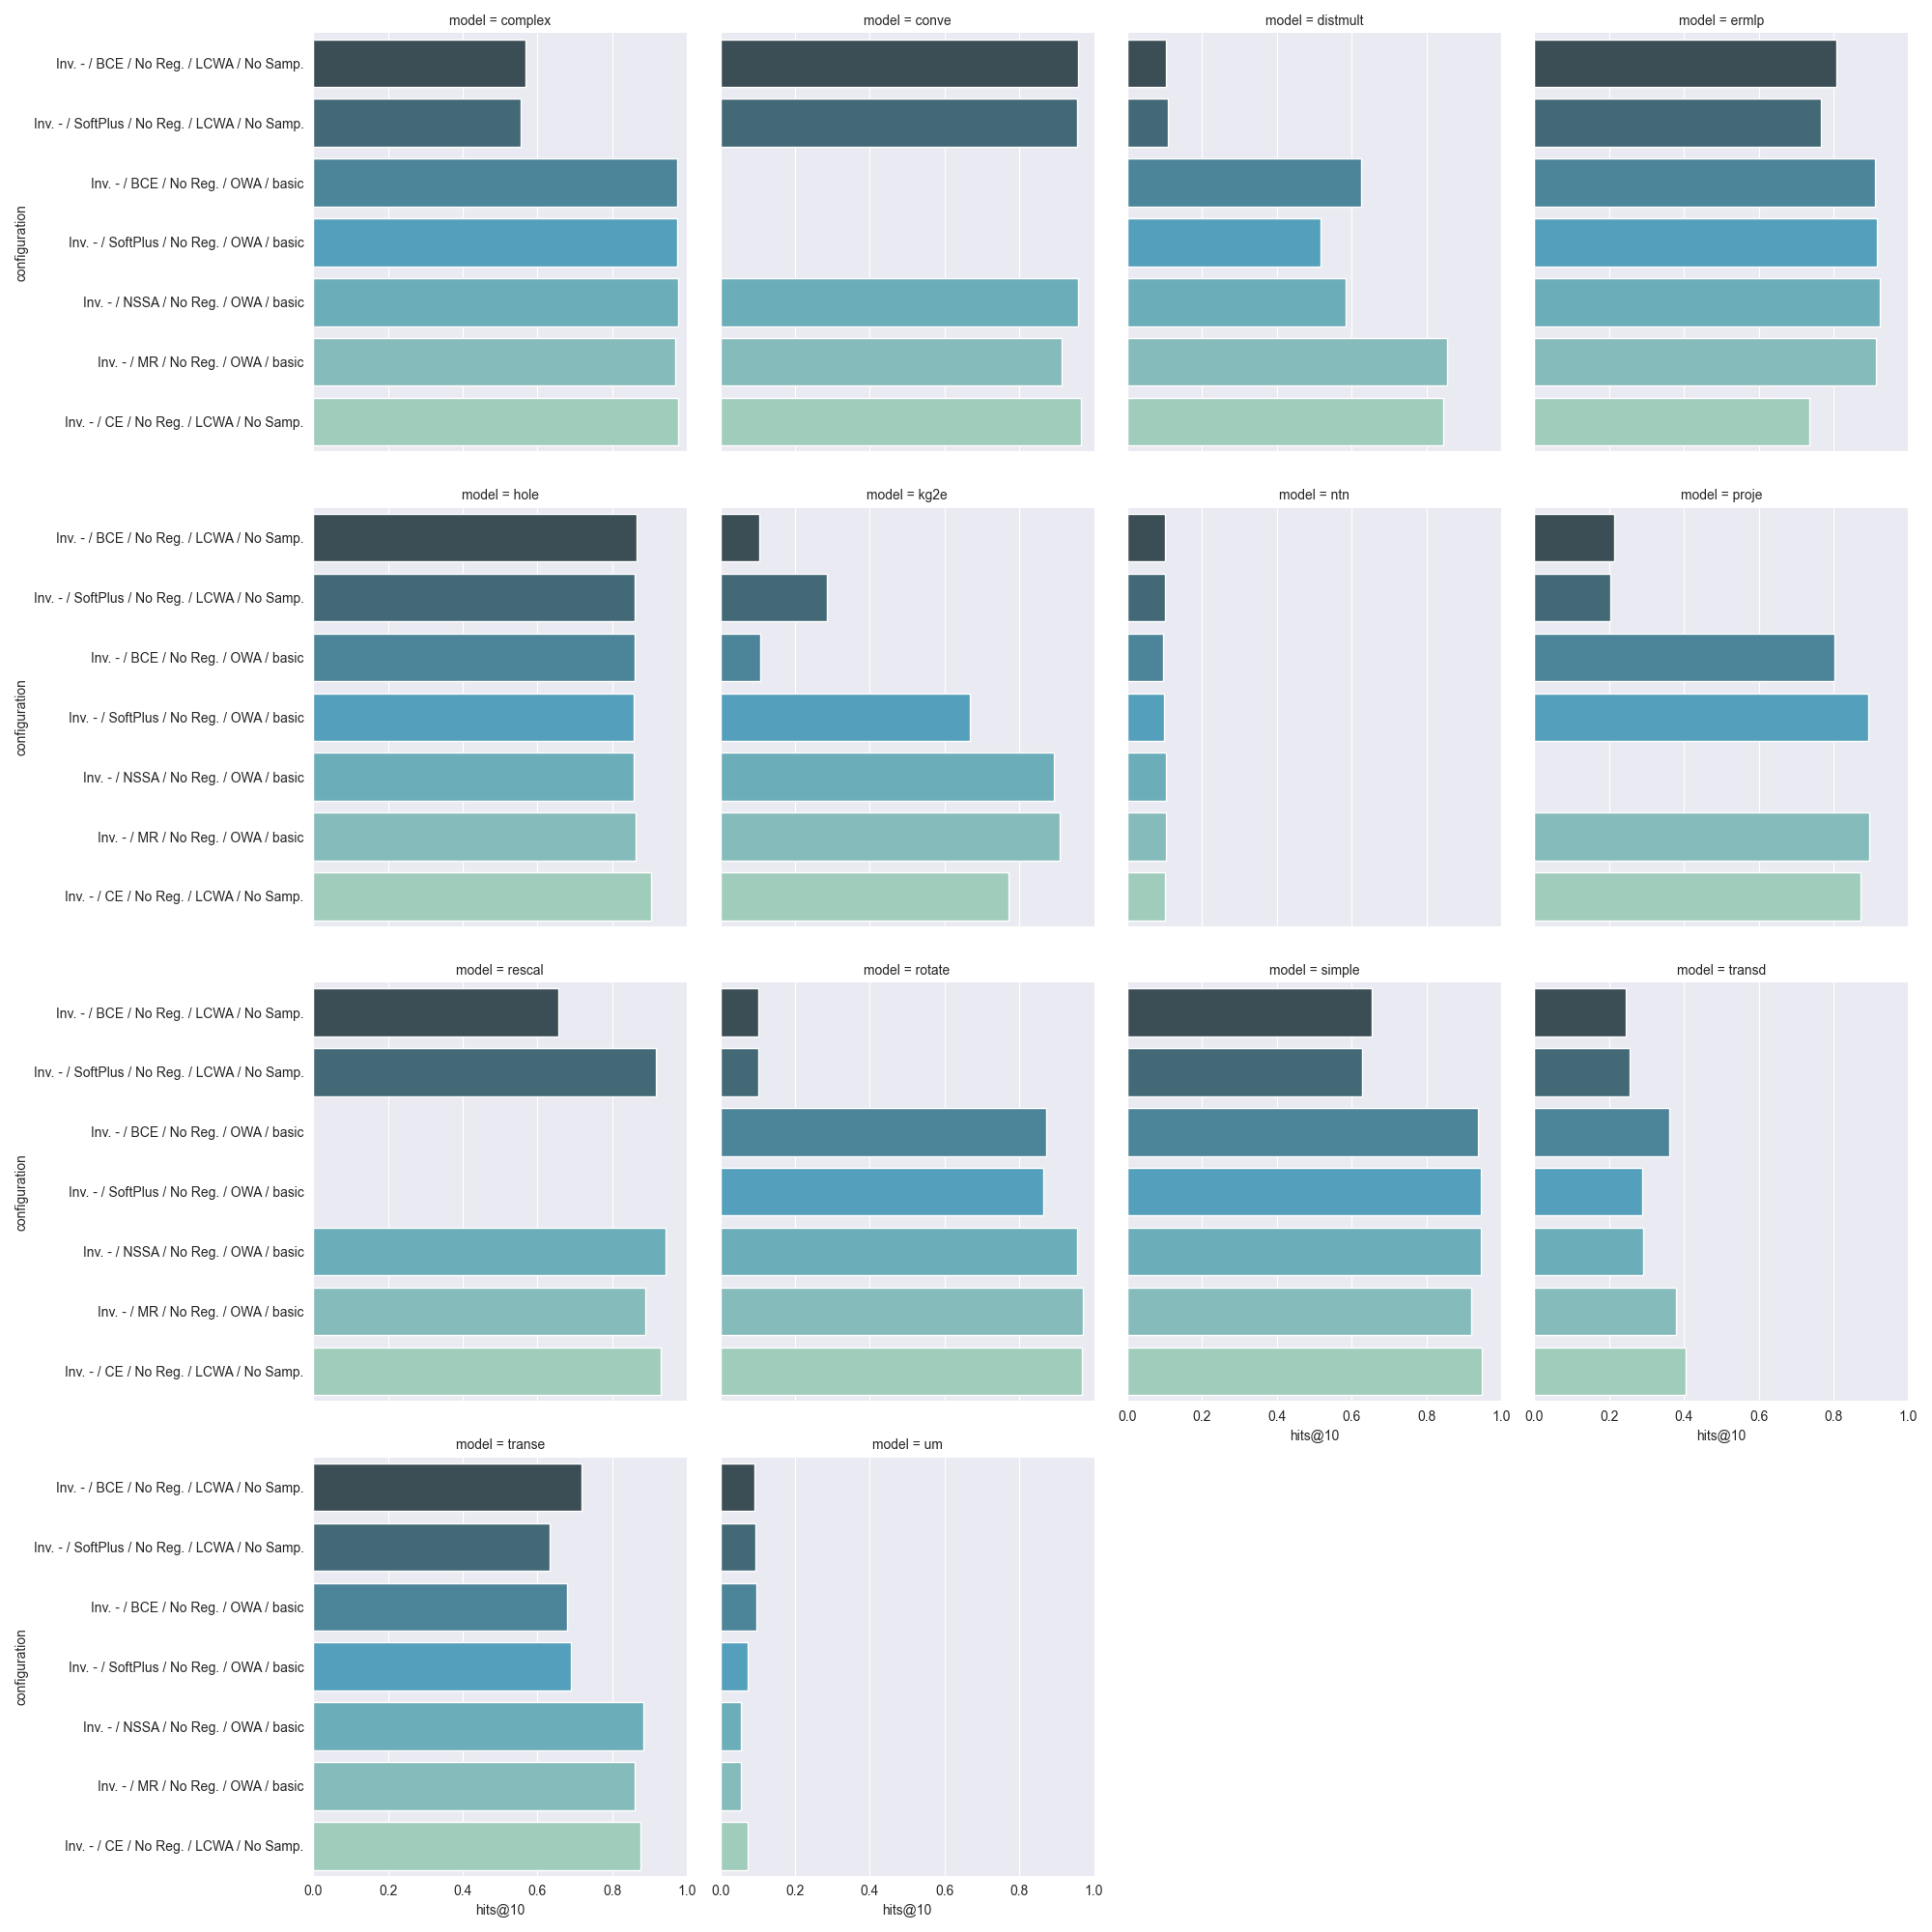 model = complex
model = conve
model = distmult
model = ermlp
configuration
Inv. - / BCE / No Reg. / LCWA / No Samp.
Inv. - / SoftPlus / No Reg. / LCWA / No Samp.
Inv. - / BCE / No Reg. / OWA / basic
Inv. - / SoftPlus / No Reg. / OWA / basic
Inv. - / NSSA / No Reg. / OWA / basic
Inv. - / MR / No Reg. / OWA / basic
Inv. - / CE / No Reg. / LCWA / No Samp.
model = hole
model = kg2e
model = ntn
model = proje
configuration
Inv. - / BCE / No Reg. / LCWA / No Samp.
Inv. - / SoftPlus / No Reg. / LCWA / No Samp.
Inv. - / BCE / No Reg. / OWA / basic
Inv. - / SoftPlus / No Reg. / OWA / basic
Inv. - / NSSA / No Reg. / OWA / basic
Inv. - / MR / No Reg. / OWA / basic
Inv. - / CE / No Reg. / LCWA / No Samp.
model = rescal
model = rotate
model = simple
model = transd
configuration
Inv. - / BCE / No Reg. / LCWA / No Samp.
Inv. - / SoftPlus / No Reg. / LCWA / No Samp.
Inv. - / BCE / No Reg. / OWA / basic
Inv. - / SoftPlus / No Reg. / OWA / basic
Inv. - / NSSA / No Reg. / OWA / basic
Inv. - / MR / No Reg. / OWA / basic
Inv. - / CE / No Reg. / LCWA / No Samp.
0.0 0.2 0.4 0.6 0.8 1.0
hits@10
0.0 0.2 0.4 0.6 0.8 1.0
hits@10
model = transe
model = um
configuration
Inv. - / BCE / No Reg. / LCWA / No Samp.
Inv. - / SoftPlus / No Reg. / LCWA / No Samp.
Inv. - / BCE / No Reg. / OWA / basic
Inv. - / SoftPlus / No Reg. / OWA / basic
Inv. - / NSSA / No Reg. / OWA / basic
Inv. - / MR / No Reg. / OWA / basic
Inv. - / CE / No Reg. / LCWA / No Samp.
0.0 0.2 0.4 0.6 0.8 1.0
hits@10
0.0 0.2 0.4 0.6 0.8 1.0
hits@10